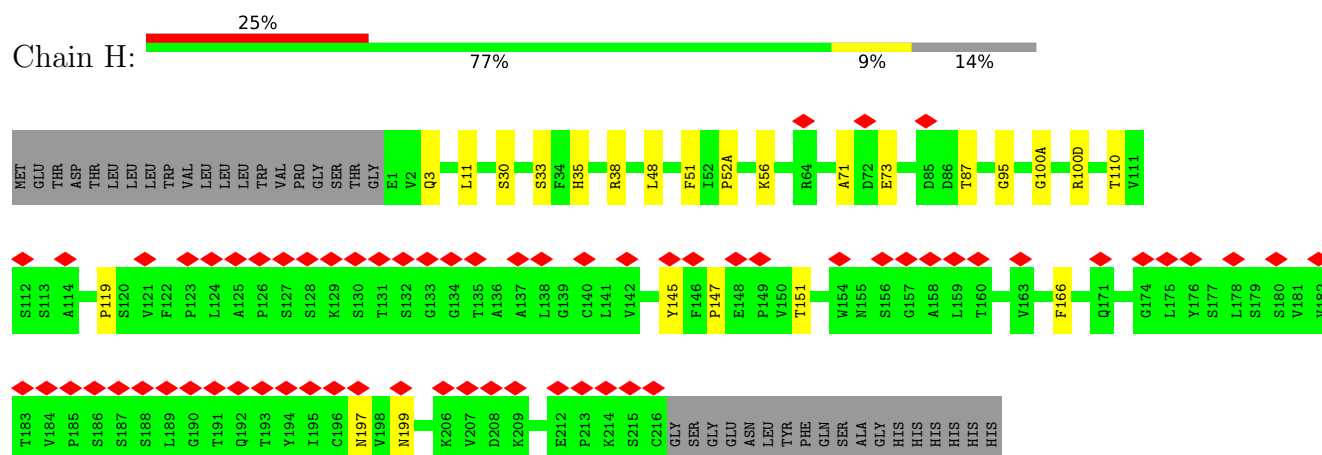 25%
Chain H:
77% 9% 14%
MET GLU THR ASP THR LEU LEU LEU TRP VAL LEU LEU LEU TRP VAL PRO GLY SER THR GLY E1 V2 Q3 L11 S30 S33 F34 H35 R38 L48 F51 I52 P52A K56 R64 A71 D72 E73 D85 D86 T87 G95 G100A R100D T110 V111
S112 S113 A114 P119 S120 V121 F122 P123 L124 A125 P126 S127 S128 K129 S130 T131 S132 G133 G134 T135 A136 A137 L138 G139 C140 L141 V142 Y145 F146 P147 E148 P149 V150 T151 W154 N155 S156 G157 A158 L159 T160 V163 F166 Q171 G174 L175 Y176 S177 L178 S179 S180 V181 V182
T183 V184 P185 S186 S187 S188 L189 G190 T191 Q192 T193 Y194 I195 C196 N197 V198 N199 K206 V207 D208 K209 E212 P213 K214 S215 C216 GLY SER GLY GLU ASN LEU TYR PHE GLN SER ALA GLY HIS HIS HIS HIS HIS HIS